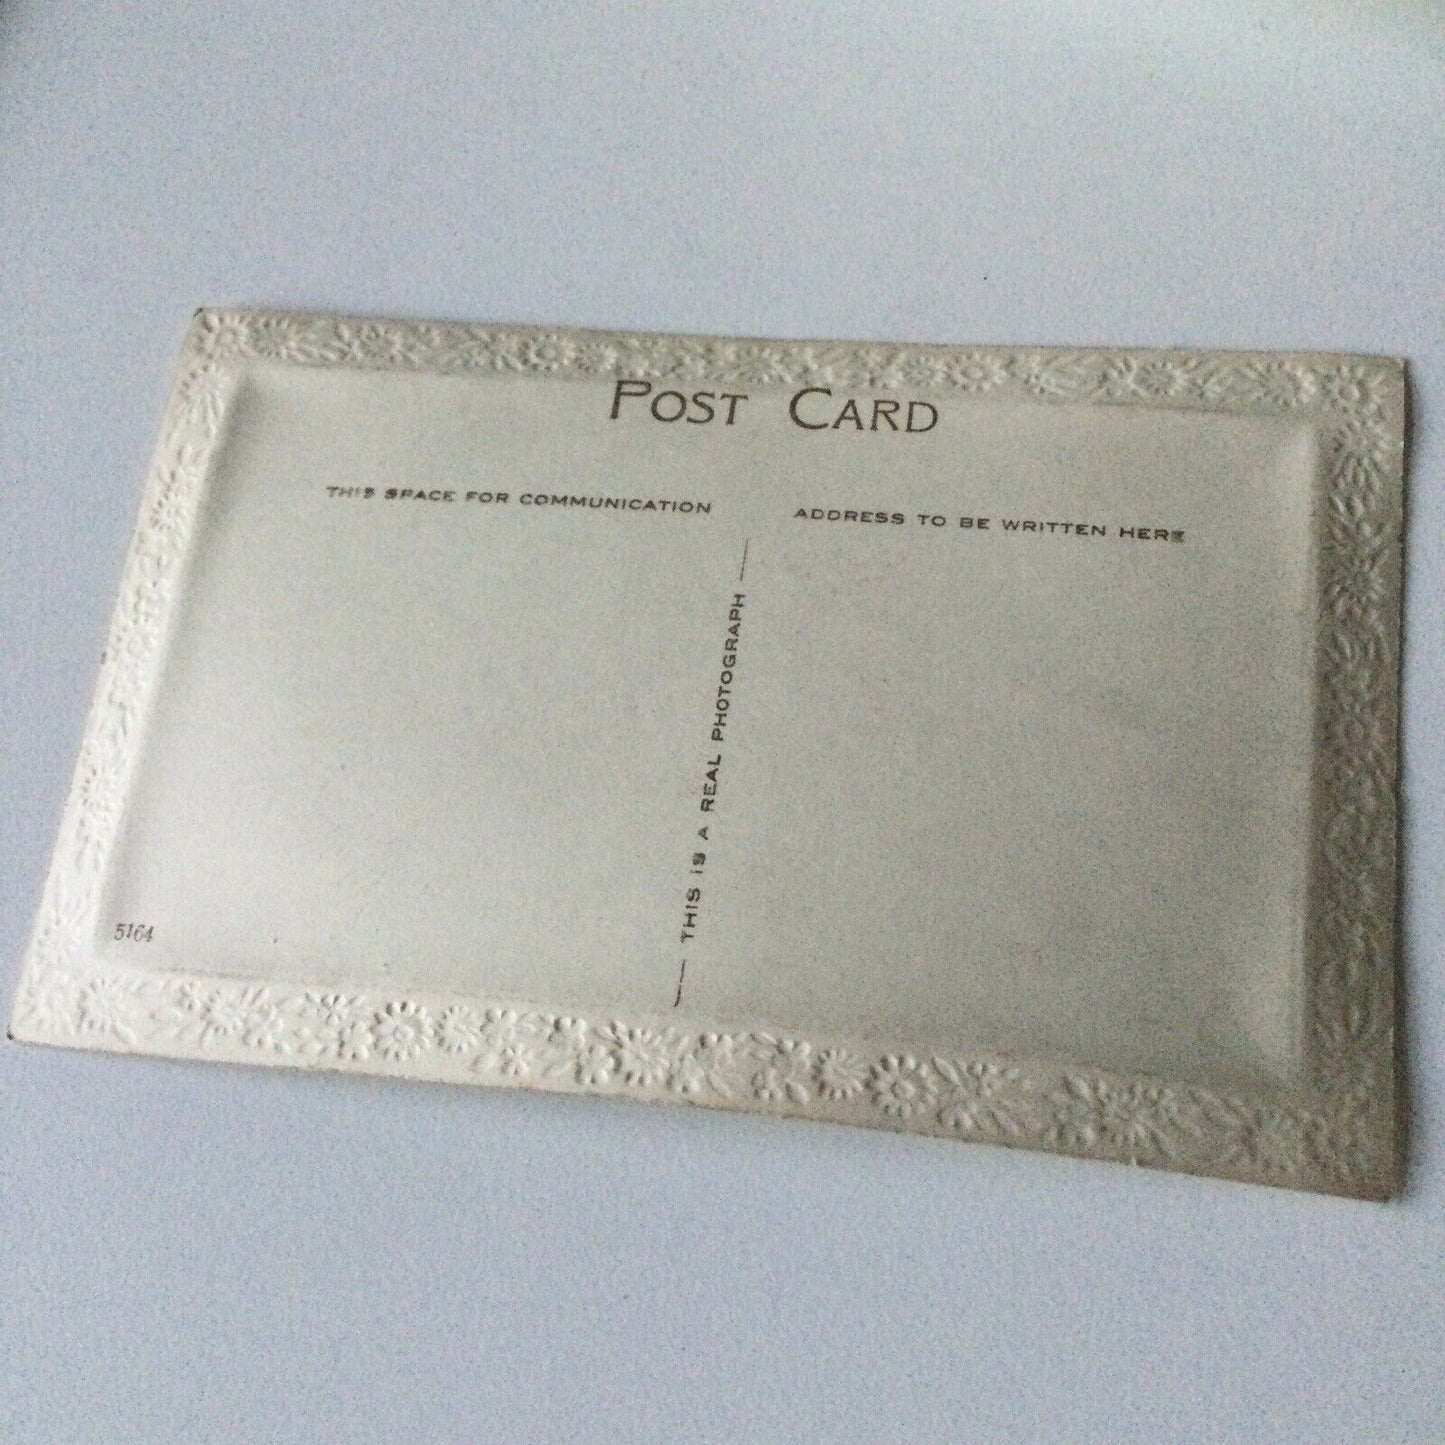 POST CARD
THIS SPACE FOR COMMUNICATION
ADDRESS TO BE WRITTEN HERE
THIS IS A REAL PHOTOGRAPH
5164